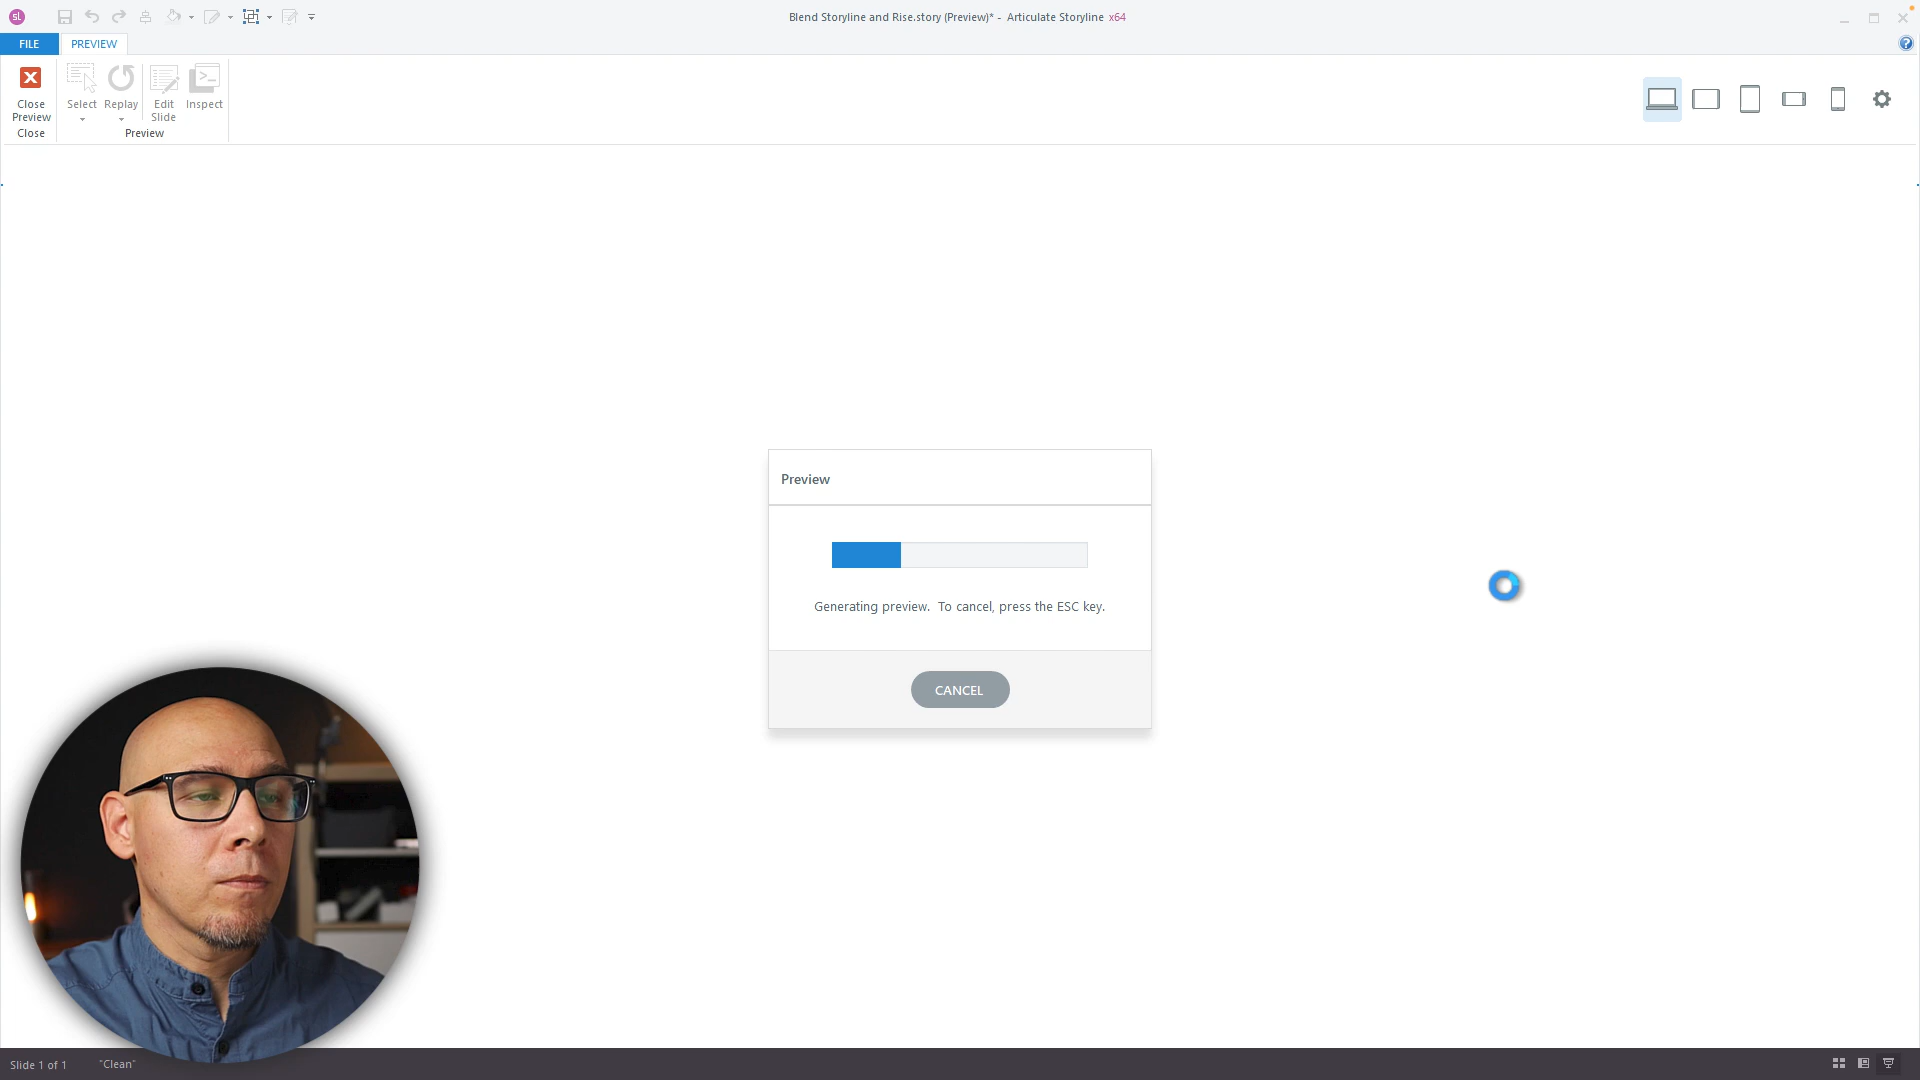 sl
Blend Storyline and Rise.story (Preview)* - Articulate Storyline x64
FILE
PREVIEW
?
Close Preview
Select
Replay
Edit Slide
Inspect
Close
Preview
Preview
Generating preview. To cancel, press the ESC key.
CANCEL
Slide 1 of 1
"Clean"